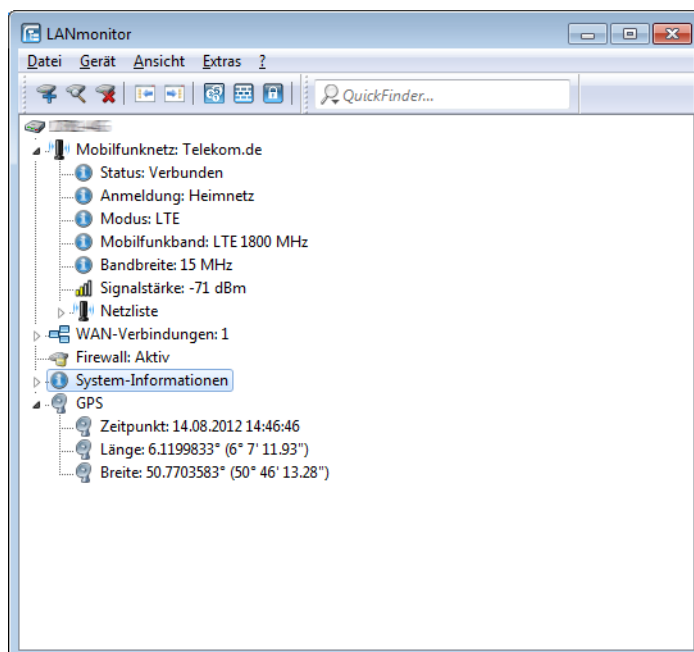 LANmonitor
Datei Gerät Ansicht Extras ?
QuickFinder...
Mobilfunknetz: Telekom.de
Status: Verbunden
Anmeldung: Heimnetz
Modus: LTE
Mobilfunkband: LTE 1800 MHz
Bandbreite: 15 MHz
Signalstärke: -71 dBm
Netzliste
WAN-Verbindungen: 1
Firewall: Aktiv
System-Informationen
GPS
Zeitpunkt: 14.08.2012 14:46:46
Länge: 6.1199833° (6° 7' 11.93")
Breite: 50.7703583° (50° 46' 13.28")